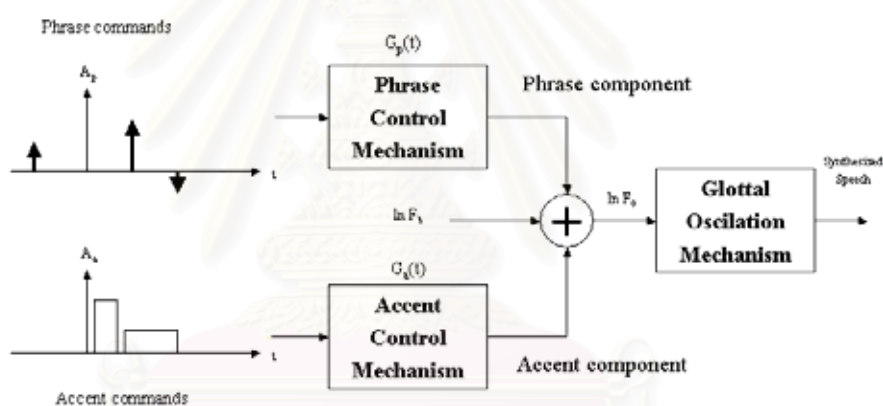 Phrase commands
Ap
t
Gp(t)
Phrase
Control
Mechanism
Phrase component
ln Fb
+
ln F0
Glottal
Oscilation
Mechanism
Synthesized
Speech
Aa
t
Accent commands
Ga(t)
Accent
Control
Mechanism
Accent component